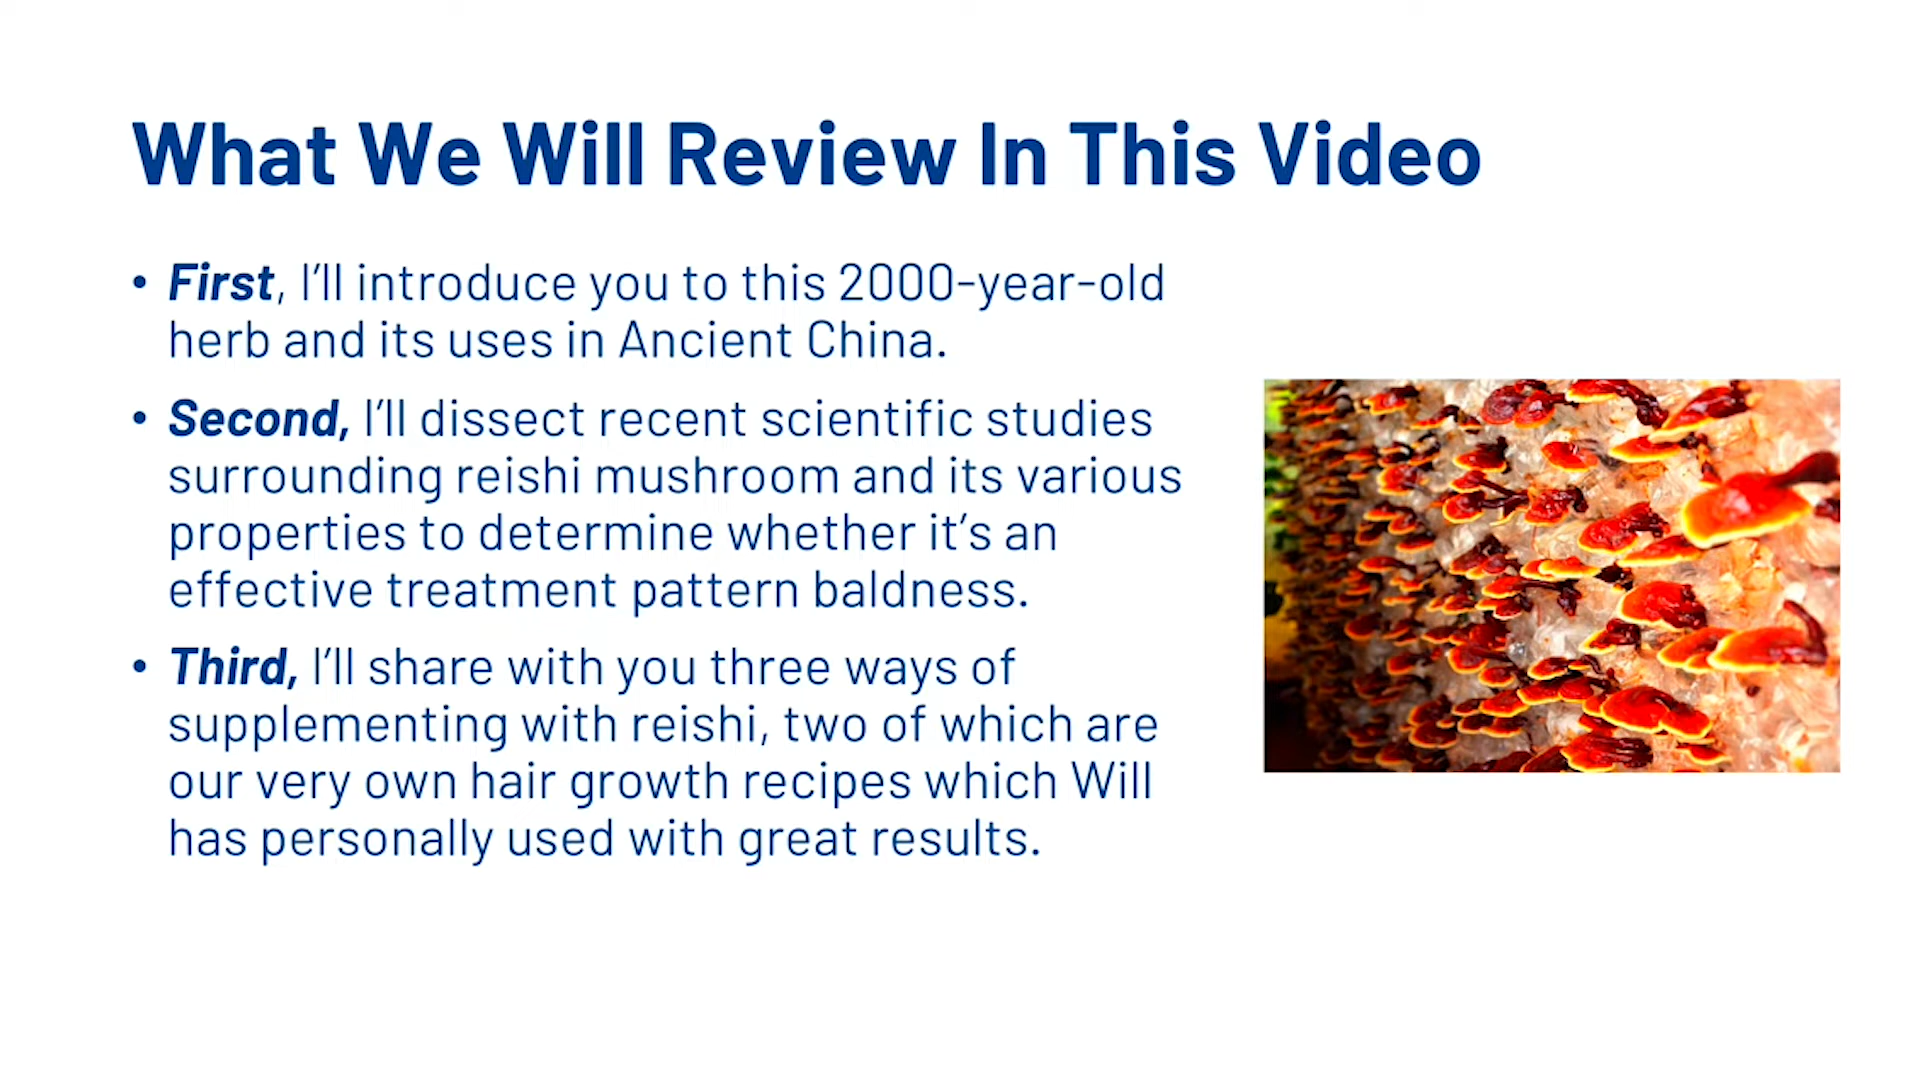 What We Will Review In This Video
• First, I’ll introduce you to this 2000-year-old
herb and its uses in Ancient China.
• Second, I’ll dissect recent scientific studies
surrounding reishi mushroom and its various
properties to determine whether it’s an
effective treatment pattern baldness.
• Third, I’ll share with you three ways of
supplementing with reishi, two of which are
our very own hair growth recipes which Will
has personally used with great results.